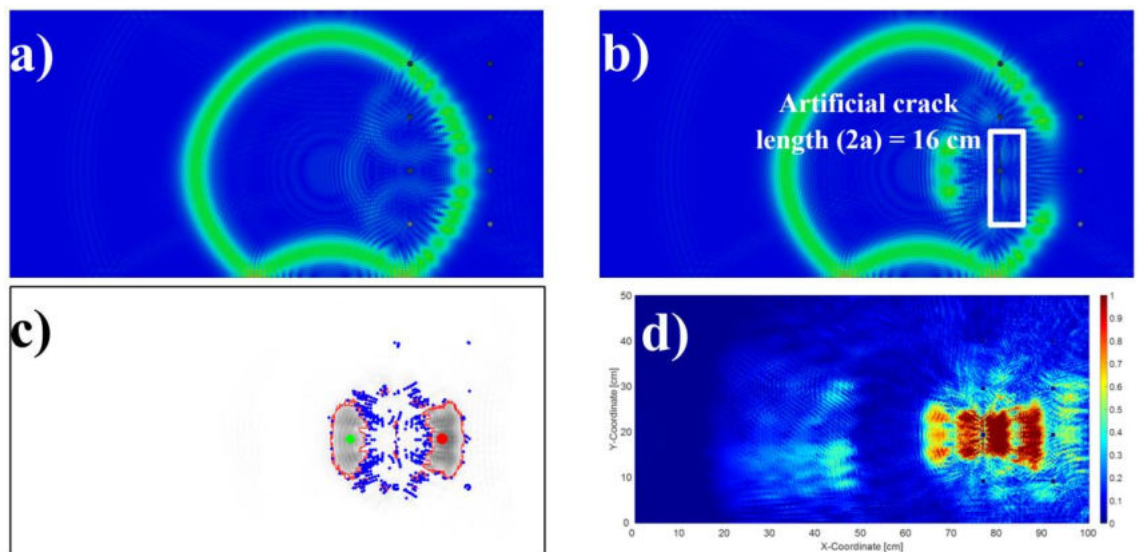 a)
b)
Artificial crack
length (2a) = 16 cm
c)
d)
50
40
30
20
10
0
Y-Coordinate [cm]
0 10 20 30 40 50 60 70 80 90 100
X-Coordinate [cm]
1
0.9
0.8
0.7
0.6
0.5
0.4
0.3
0.2
0.1
0